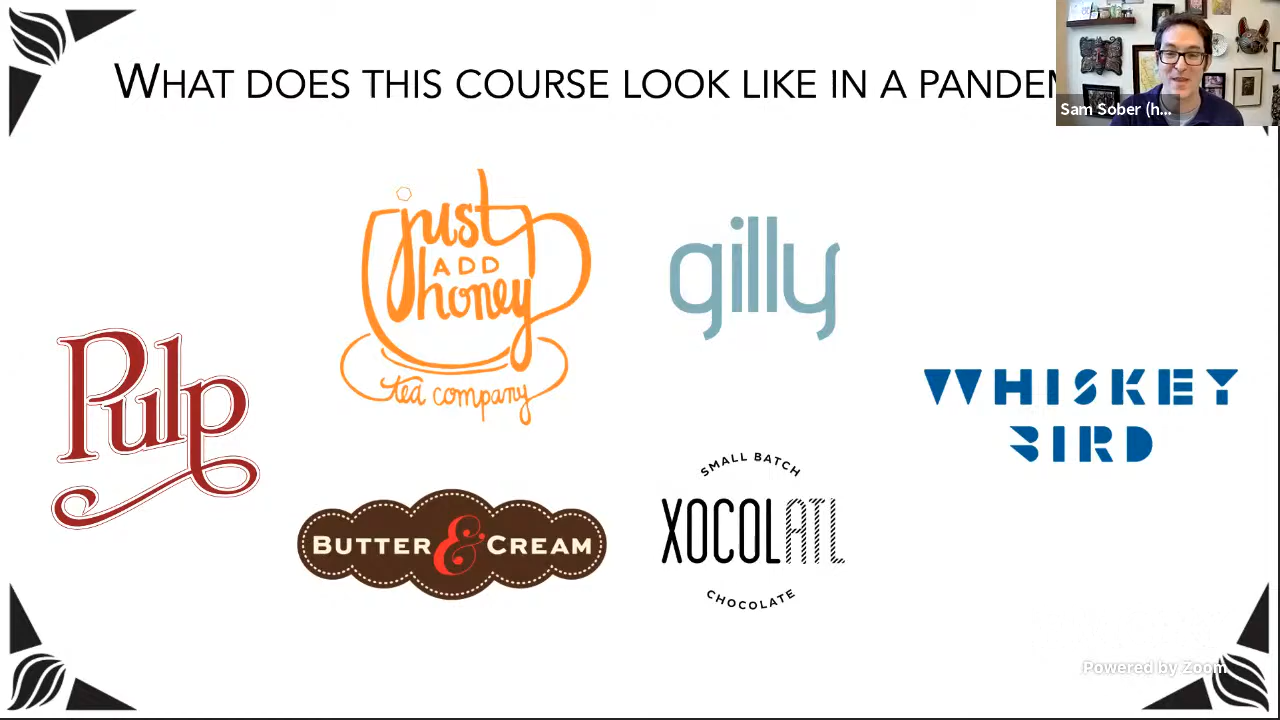 WHAT DOES THIS COURSE LOOK LIKE IN A PANDEM
Sam Sober (h...
just
ADD
honey
tea company
gilly
Pulp
WHISKEY
BIRD
BUTTER & CREAM
SMALL BATCH
XOCOLATL
CHOCOLATE
Powered by Zoom